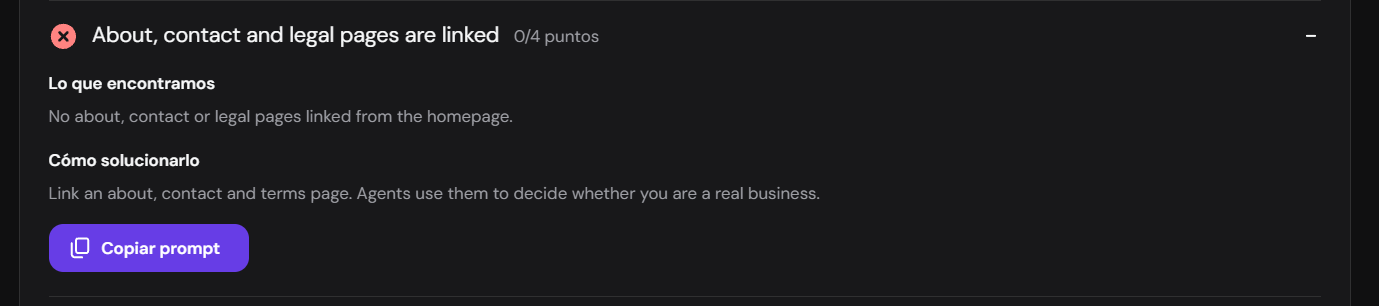 About, contact and legal pages are linked 0/4 puntos
Lo que encontramos
No about, contact or legal pages linked from the homepage.
Cómo solucionarlo
Link an about, contact and terms page. Agents use them to decide whether you are a real business.
Copiar prompt